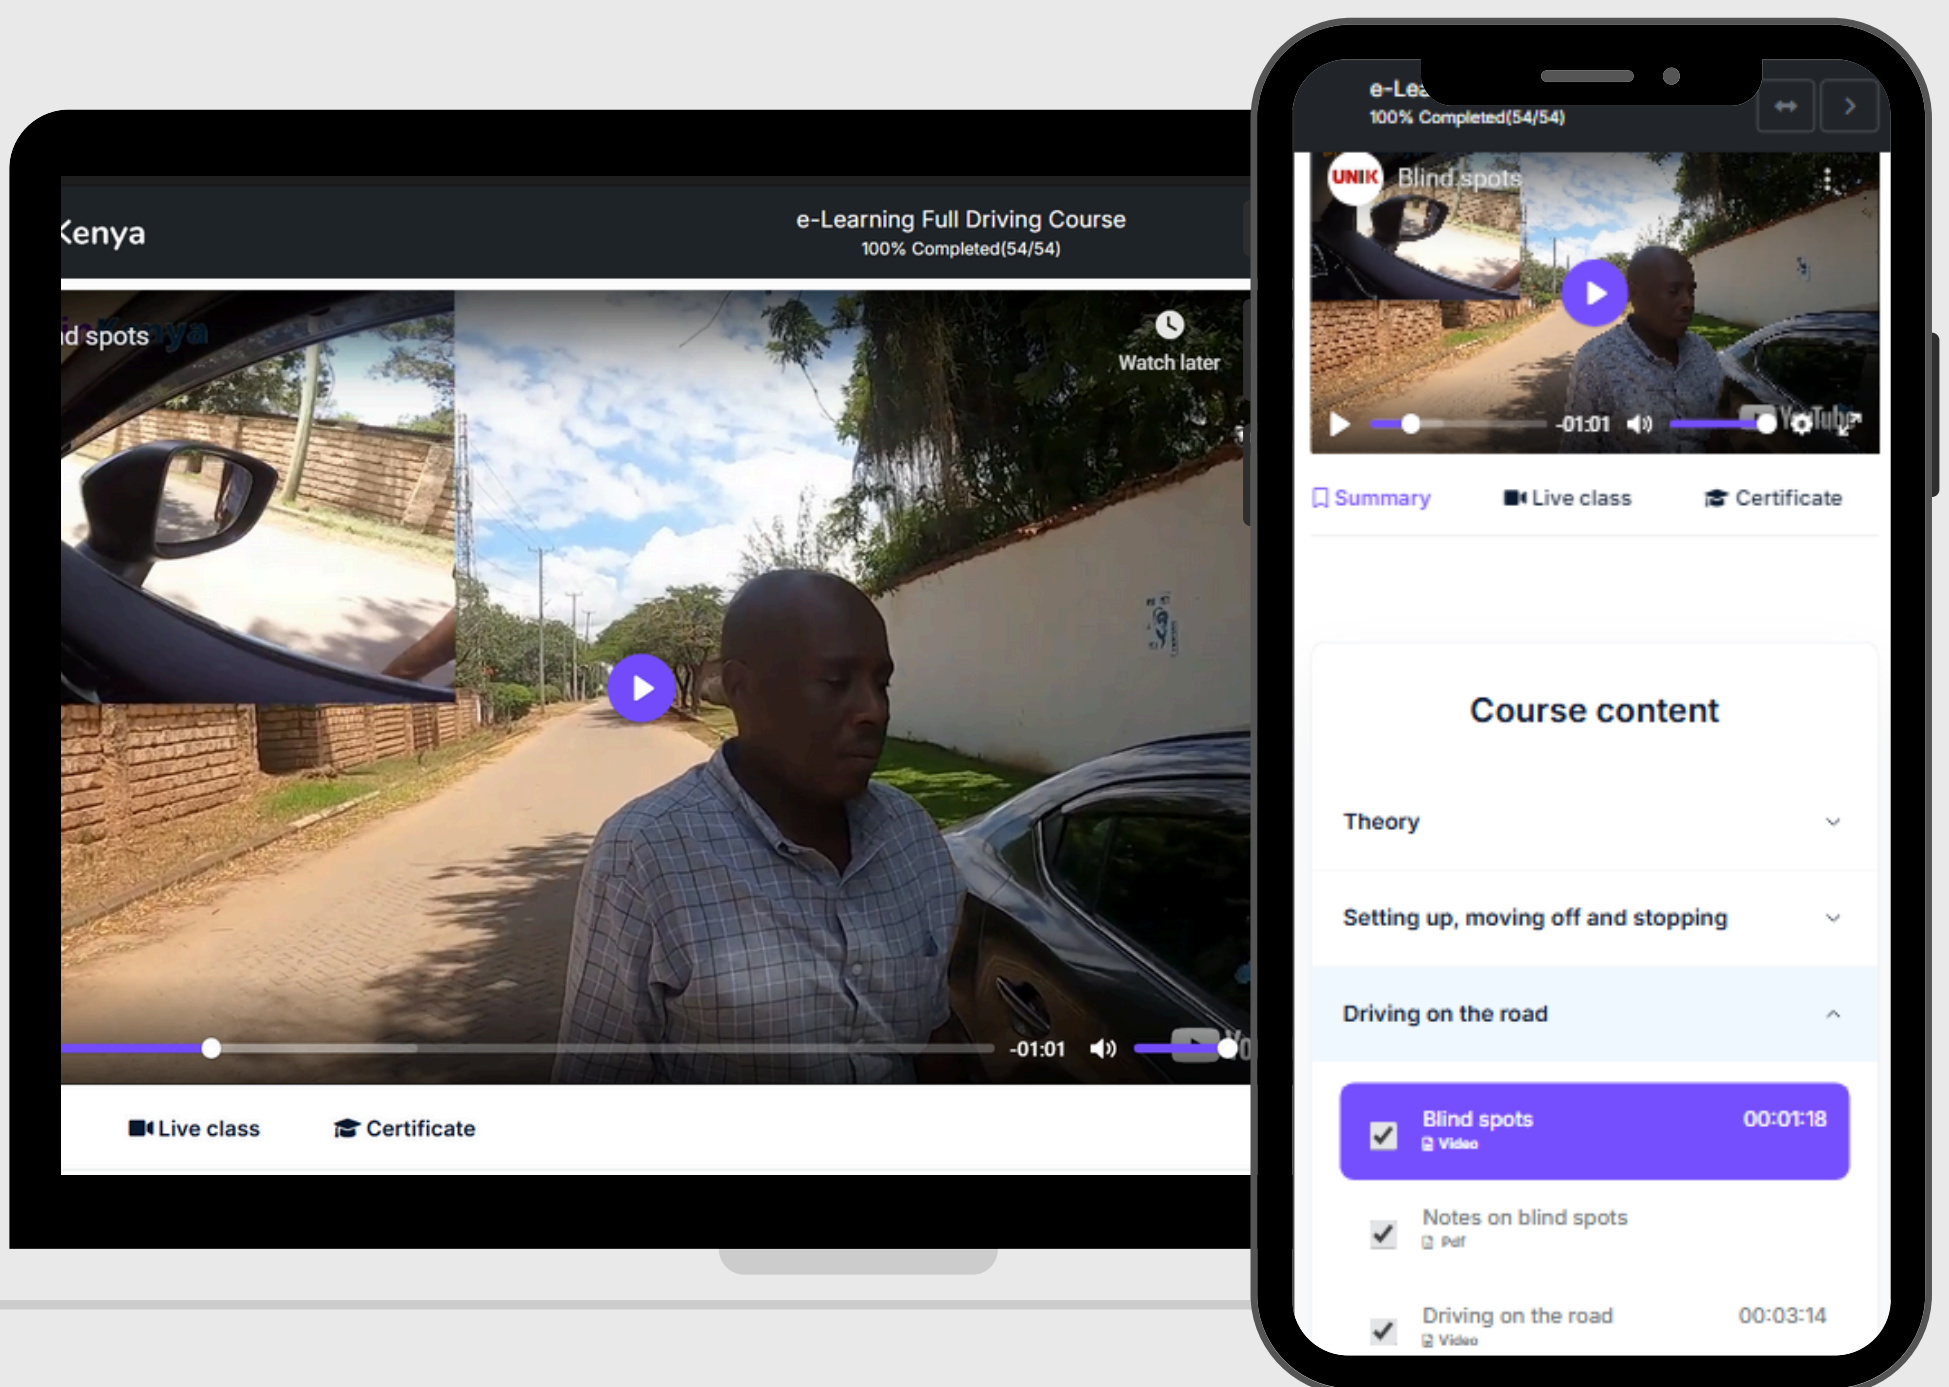 Kenya
e-Learning Full Driving Course
100% Completed(54/54)
d spots
Watch later
-01:01
Live class
Certificate
e-Lea
100% Completed(54/54)
UNIK
Blind spots
-01:01
YouTube
Summary
Live class
Certificate
Course content
Theory
Setting up, moving off and stopping
Driving on the road
Blind spots
00:01:18
Video
Notes on blind spots
Pdf
Driving on the road
00:03:14
Video